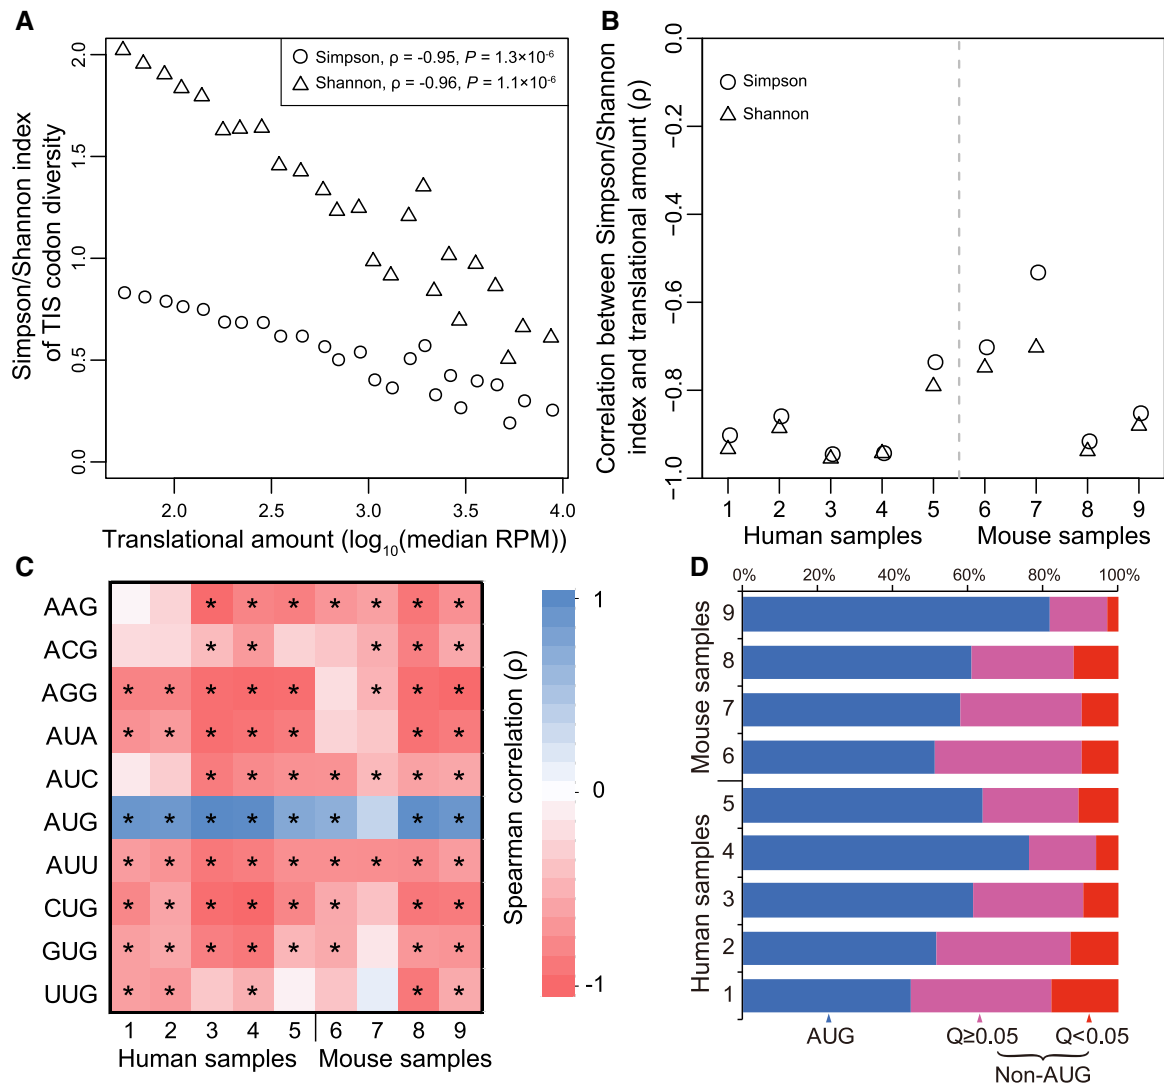 A
Simpson/Shannon index
of TIS codon diversity
2.0
1.5
1.0
0.5
0.0
Simpson, ρ = -0.95, P = 1.3×10-6
Shannon, ρ = -0.96, P = 1.1×10-6
2.0 2.5 3.0 3.5 4.0
Translational amount (log10(median RPM))
B
Correlation between Simpson/Shannon
index and translational amount (ρ)
0.0
−0.2
−0.4
−0.6
−0.8
−1.0
Simpson
Shannon
1 2 3 4 5 6 7 8 9
Human samples Mouse samples
C
AAG * * * * * * *
ACG * * * * *
AGG * * * * * * * *
AUA * * * * * * *
AUC * * * * * * *
AUG * * * * * * * *
AUU * * * * * * * * *
CUG * * * * * * * *
GUG * * * * * * * *
UUG * * * * *
1 2 3 4 5 6 7 8 9
Human samples Mouse samples
Spearman correlation (ρ)
1
0
-1
D
0% 20% 40% 60% 80% 100%
Mouse samples
9
8
7
6
Human samples
5
4
3
2
1
AUG Q≥0.05 Q<0.05
Non-AUG